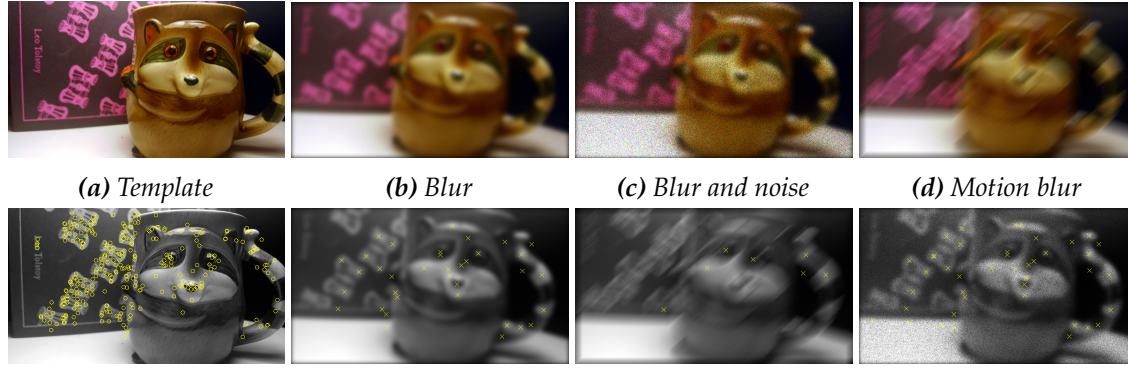 Leo Tolstoy
(a) Template
(b) Blur
(c) Blur and noise
(d) Motion blur
Leo Tolstoy